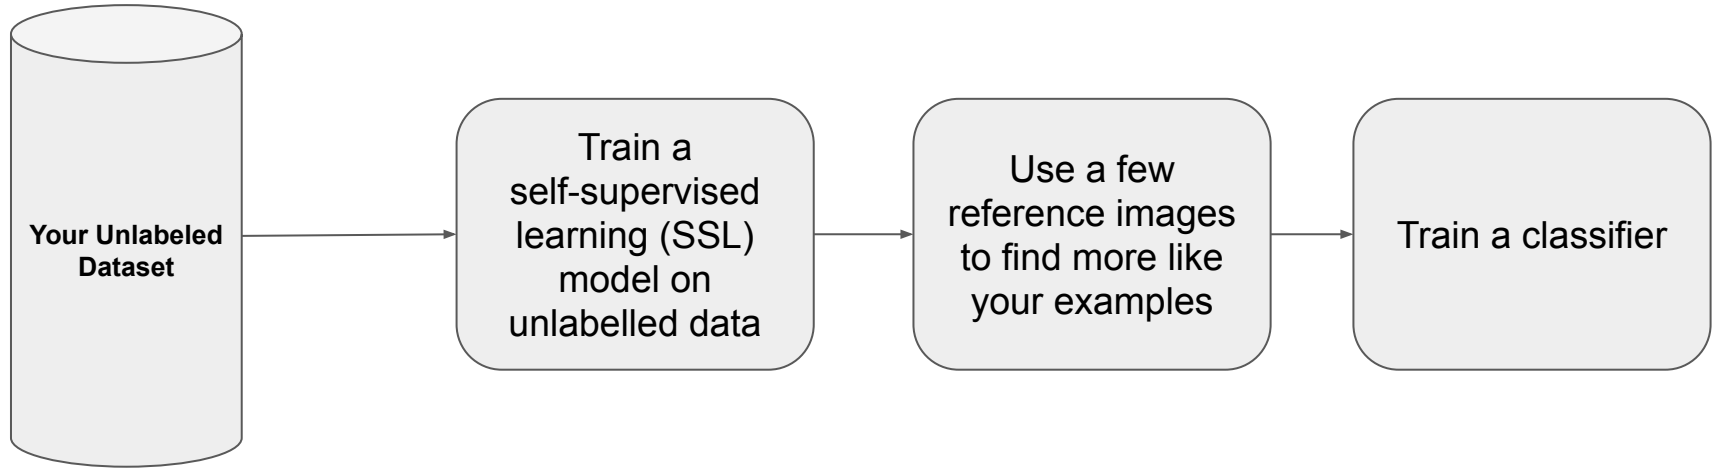 Your Unlabeled
Dataset
Train a
self-supervised
learning (SSL)
model on
unlabelled data
Use a few
reference images
to find more like
your examples
Train a classifier